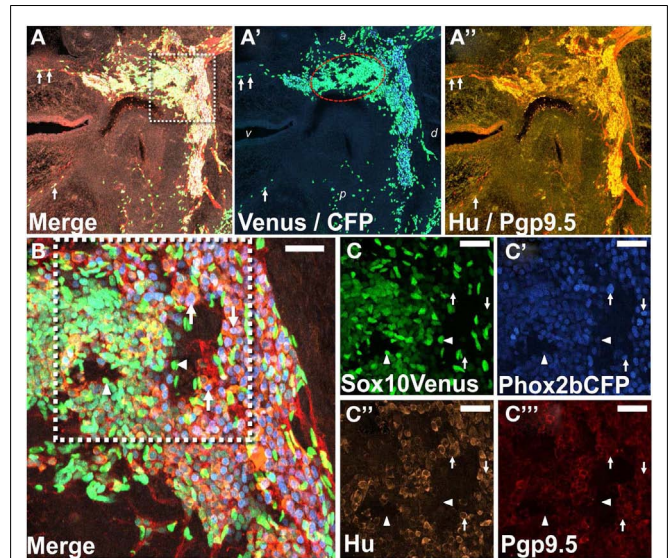 A
A'
A''
a
v
d
p
Merge
Venus / CFP
Hu / Pgp9.5
B
C
C'
Sox10Venus
Phox2bCFP
C''
C'''
Merge
Hu
Pgp9.5